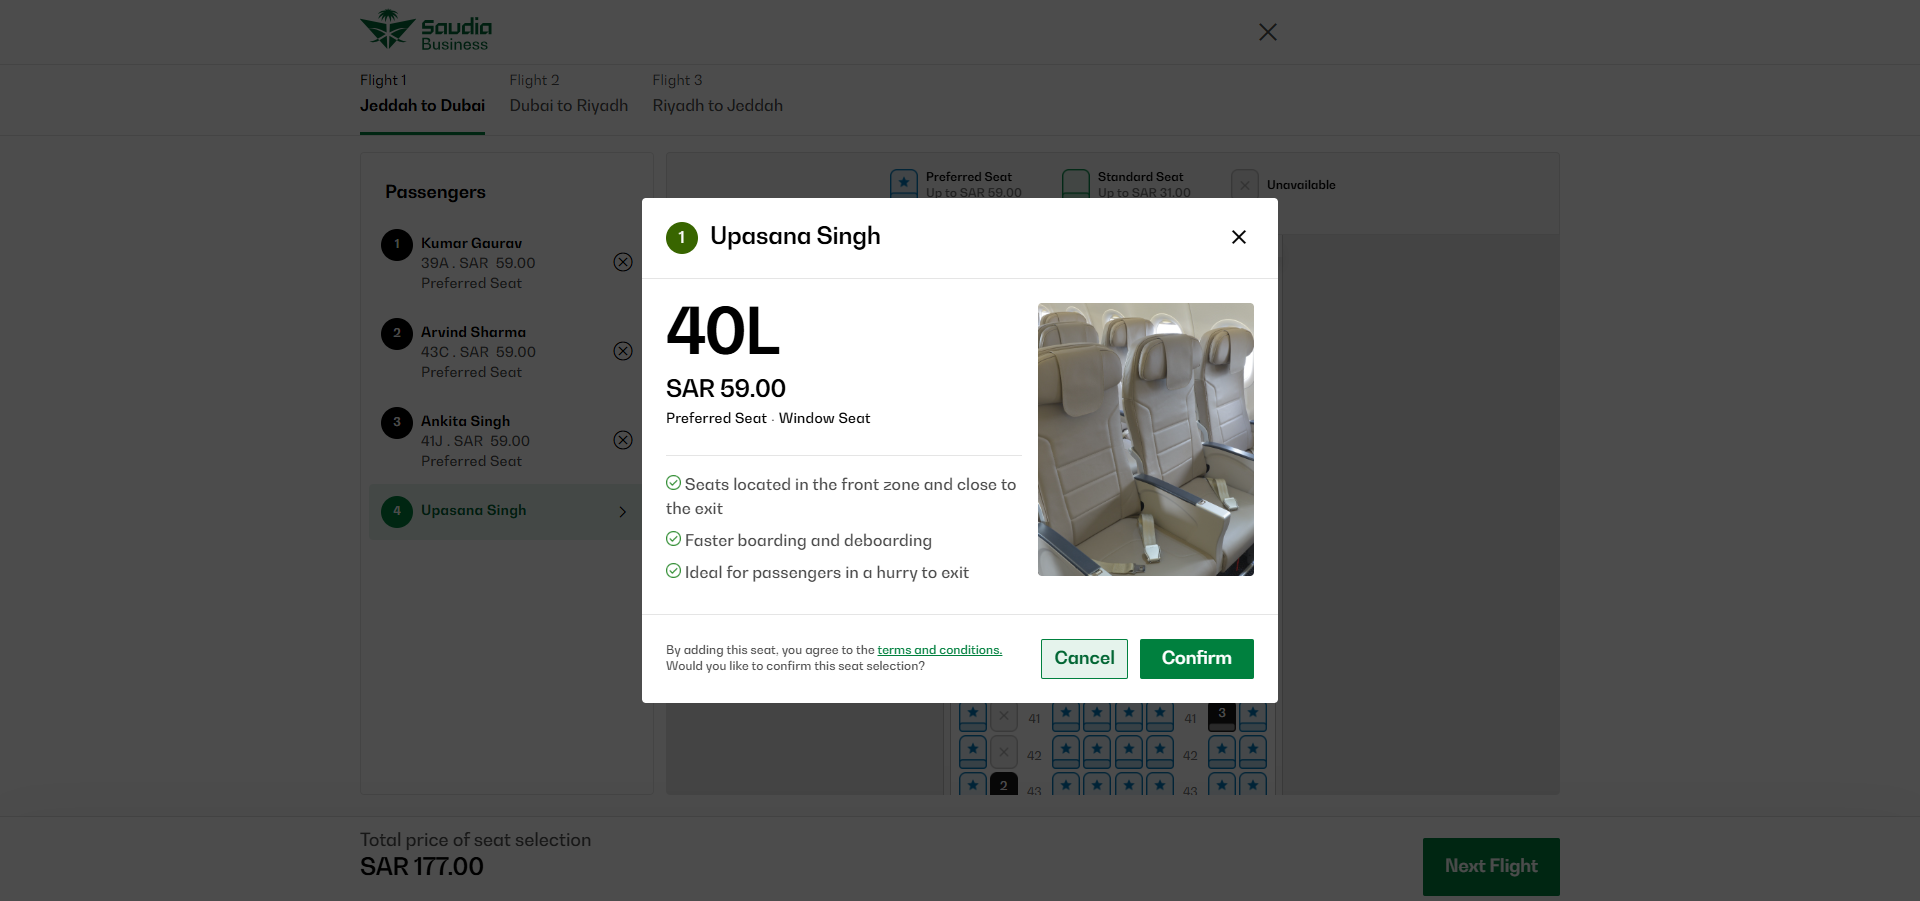 Saudia
Business
Flight 1
Jeddah to Dubai
Flight 2
Dubai to Riyadh
Flight 3
Riyadh to Jeddah
Passengers
1
Kumar Gaurav
39A . SAR 59.00
Preferred Seat
2
Arvind Sharma
43C . SAR 59.00
Preferred Seat
3
Ankita Singh
41J . SAR 59.00
Preferred Seat
4
Upasana Singh
Preferred Seat
Up to SAR 59.00
Standard Seat
Up to SAR 31.00
Unavailable
1
Upasana Singh
40L
SAR 59.00
Preferred Seat · Window Seat
Seats located in the front zone and close to
the exit
Faster boarding and deboarding
Ideal for passengers in a hurry to exit
By adding this seat, you agree to the terms and conditions.
Would you like to confirm this seat selection?
Cancel
Confirm
41 41 3
42 42
2 43 43
Total price of seat selection
SAR 177.00
Next Flight